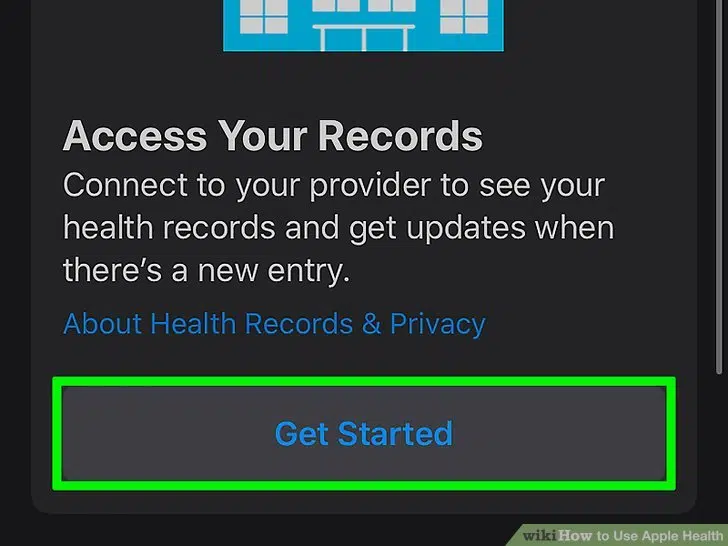 Access Your Records
Connect to your provider to see your
health records and get updates when
there's a new entry.
About Health Records & Privacy
Get Started
wikiHow to Use Apple Health